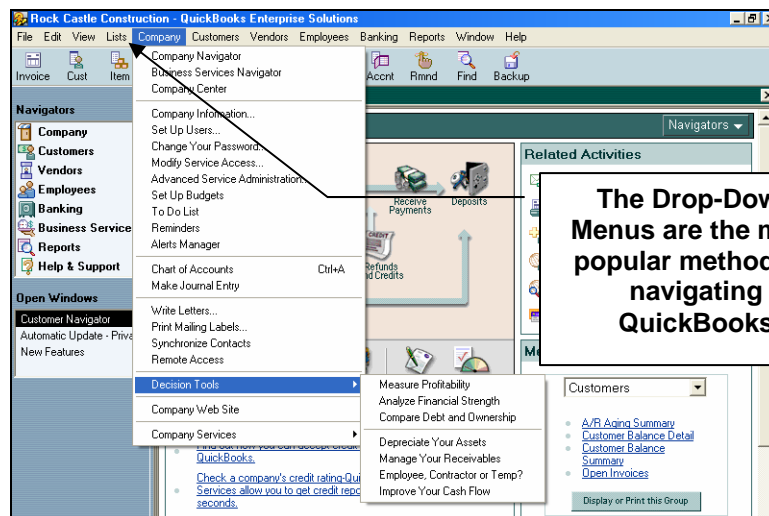 Rock Castle Construction - QuickBooks Enterprise Solutions
File Edit View Lists Company Customers Vendors Employees Banking Reports Window Help
Invoice Cust Item Accnt Rmnd Find Backup
Navigators
Company
Customers
Vendors
Employees
Banking
Business Service
Reports
Help & Support
Open Windows
Customer Navigator
Automatic Update - Priva
New Features
Company Navigator
Business Services Navigator
Company Center
Company Information...
Set Up Users...
Change Your Password...
Modify Service Access...
Advanced Service Administration
Set Up Budgets
To Do List
Reminders
Alerts Manager
Chart of Accounts Ctrl+A
Make Journal Entry
Write Letters...
Print Mailing Labels...
Synchronize Contacts
Remote Access
Decision Tools
Company Web Site
Company Services
Measure Profitability
Analyze Financial Strength
Compare Debt and Ownership
Depreciate Your Assets
Manage Your Receivables
Employee, Contractor or Temp?
Improve Your Cash Flow
Receive
Payments
Deposits
CREDIT
Refunds
and Credits
QuickBooks.
Check a company's credit rating-Qui
Services allow you to get credit repo
seconds.
Navigators
Related Activities
The Drop-Dow
Menus are the m
popular method
navigating
QuickBooks
Customers
A/R Aging Summary
Customer Balance Detail
Customer Balance
Summary
Open Invoices
Display or Print this Group